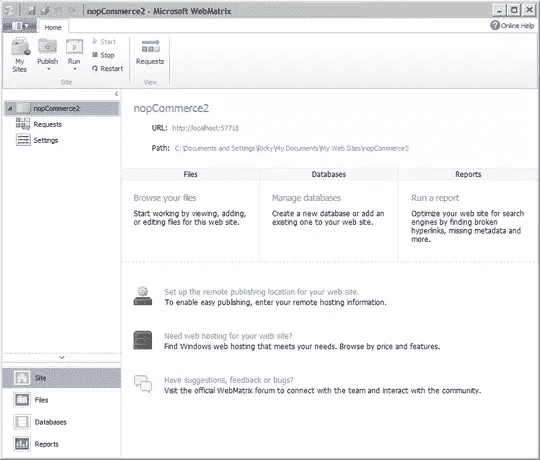 nopCommerce2 - Microsoft WebMatrix
Home
Online Help
My Sites
Publish
Run
Start
Stop
Restart
Requests
Site
View
nopCommerce2
Requests
Settings
nopCommerce2
URL: http://localhost:57718
Path: C:\Documents and Settings\Ricky\My Documents\My Web Sites\nopCommerce2
Files
Databases
Reports
Browse your files
Start working by viewing, adding,
or editing files for this web site.
Manage databases
Create a new database or add an
existing one to your web site.
Run a report
Optimize your web site for search
engines by finding broken
hyperlinks, missing metadata and
more.
Set up the remote publishing location for your web site.
To enable easy publishing, enter your remote hosting information.
Need web hosting for your web site?
Find Windows web hosting that meets your needs. Browse by price and features.
Have suggestions, feedback or bugs?
Visit the official WebMatrix forum to connect with the team and interact with the community.
Site
Files
Databases
Reports